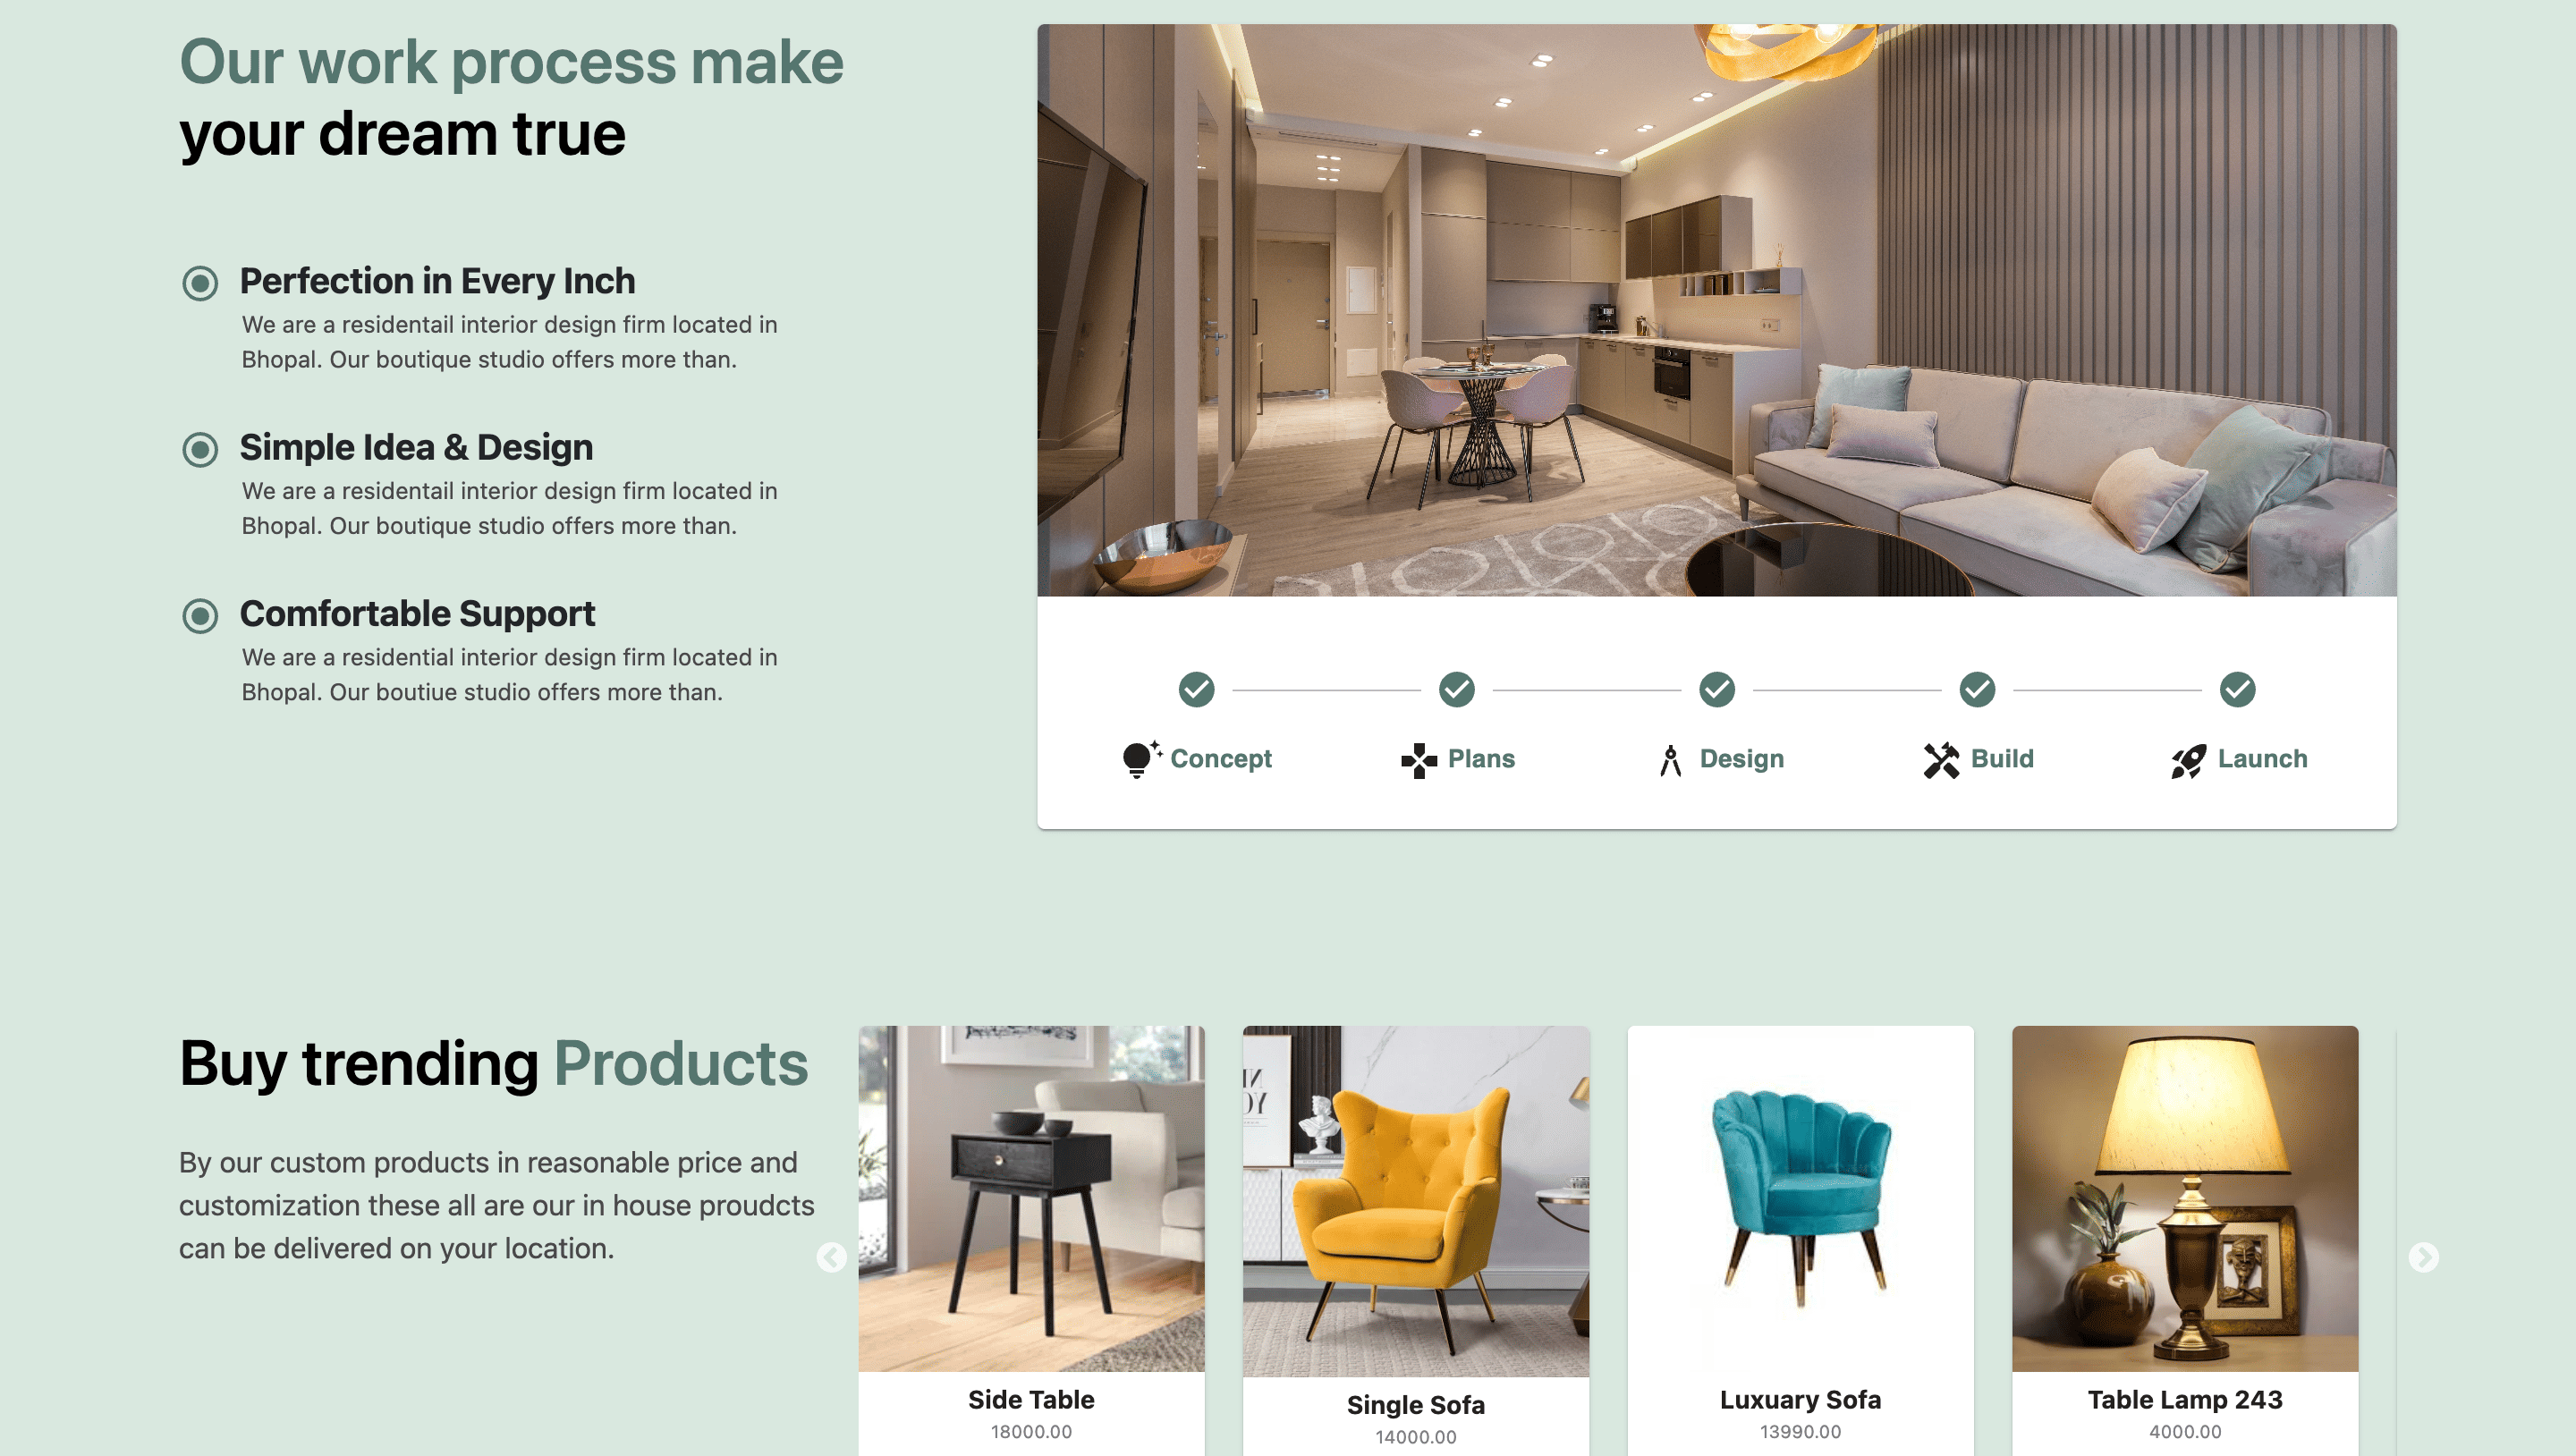 Our work process make
your dream true
Perfection in Every Inch
We are a residentail interior design firm located in
Bhopal. Our boutique studio offers more than.
Simple Idea & Design
We are a residentail interior design firm located in
Bhopal. Our boutique studio offers more than.
Comfortable Support
We are a residential interior design firm located in
Bhopal. Our boutiue studio offers more than.
Concept
Plans
Design
Build
Launch
Buy trending Products
By our custom products in reasonable price and
customization these all are our in house proudcts
can be delivered on your location.
Side Table
18000.00
Single Sofa
14000.00
Luxuary Sofa
13990.00
Table Lamp 243
4000.00